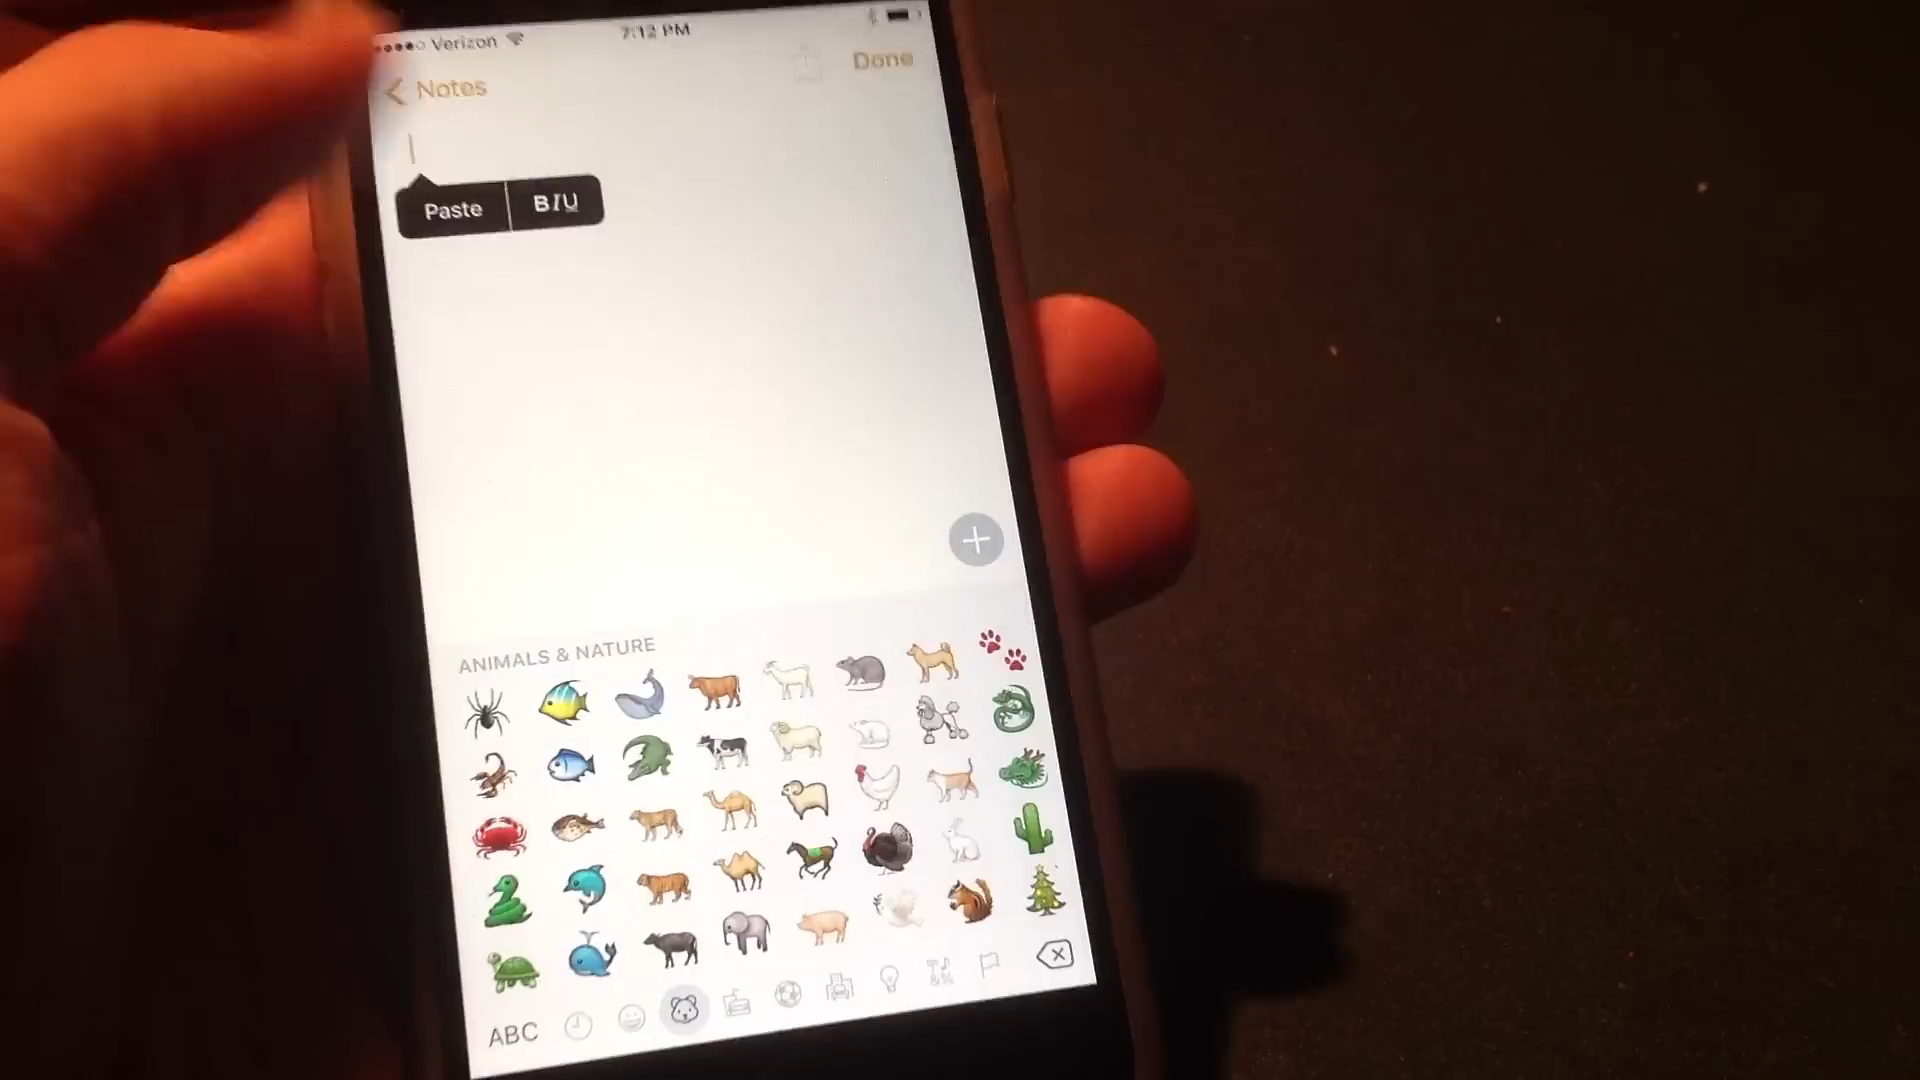 Verizon 7:12 PM
Notes Done
Paste BIU
ANIMALS & NATURE
ABC